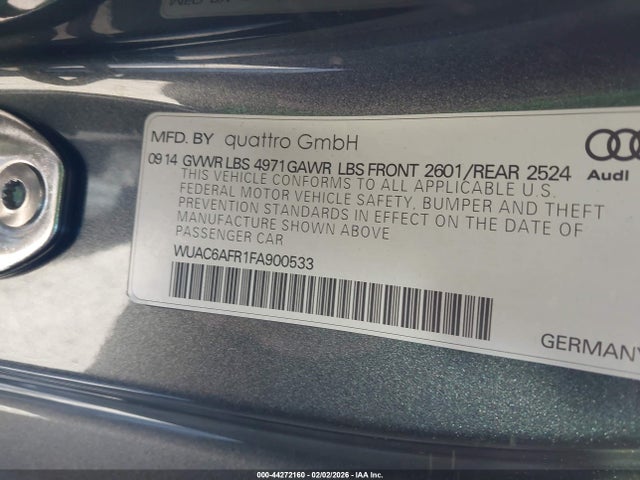 MFD. BY quattro GmbH
09 14 GVWR LBS 4971 GAWR LBS FRONT 2601/REAR 2524
THIS VEHICLE CONFORMS TO ALL APPLICABLE U.S.
FEDERAL MOTOR VEHICLE SAFETY, BUMPER AND THEFT
PREVENTION STANDARDS IN EFFECT ON THE DATE OF
MANUFACTURE SHOWN ABOVE
PASSENGER CAR
WUAC6AFR1FA900533
Audi
GERMANY
000-44272160 - 02/02/2026 - IAA Inc.